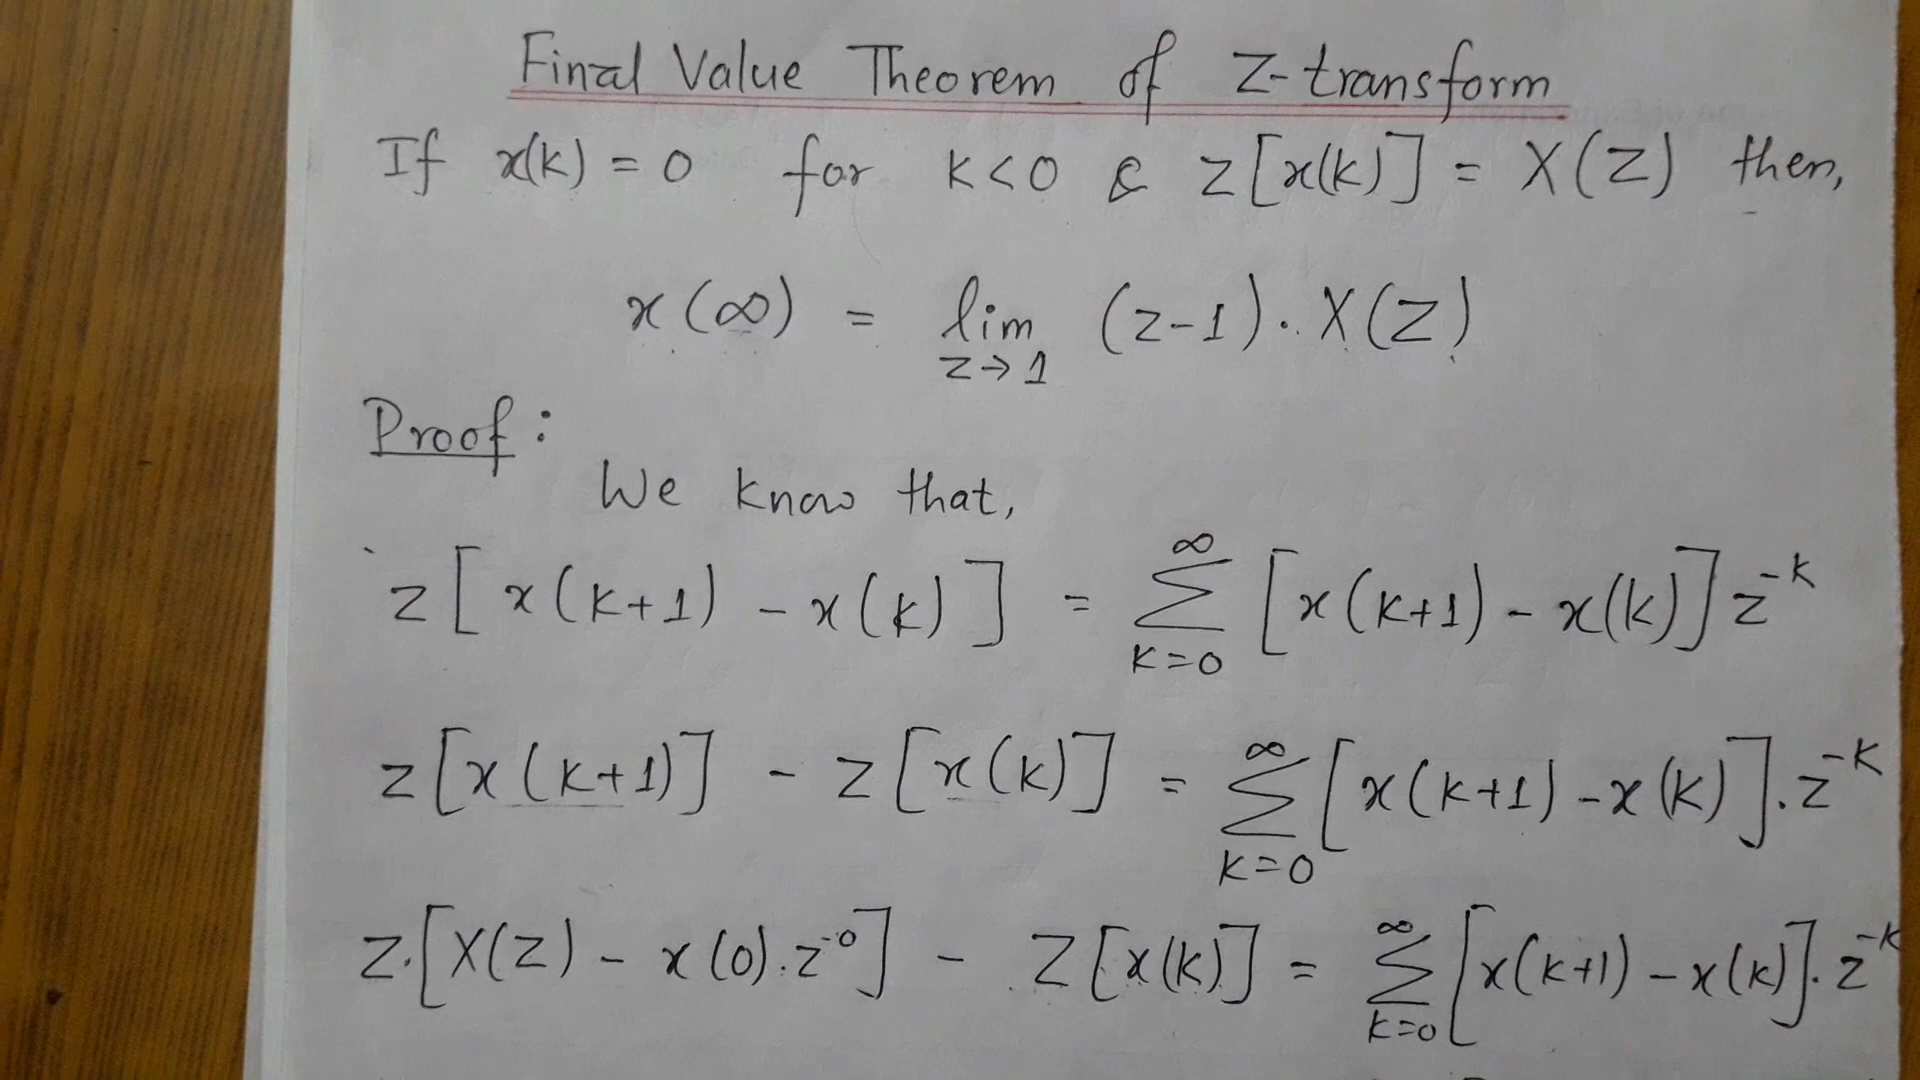 Final Value Theorem of Z-transform
If x(k) = 0 for k<0 & z[x(k)] = X(Z) then,
x(∞) = lim z→1 (z-1). X(Z)
Proof:
We know that,
z[x(k+1) - x(k)] = ∞ Σ k=0 [x(k+1) - x(k)] z^-k
z[x(k+1)] - z[x(k)] = ∞ Σ k=0 [x(k+1) - x(k)]. z^-k
z.[X(Z) - x(0). z^-0] - Z[x(k)] = ∞ Σ k=0 [x(k+1) - x(k)]. z^-k